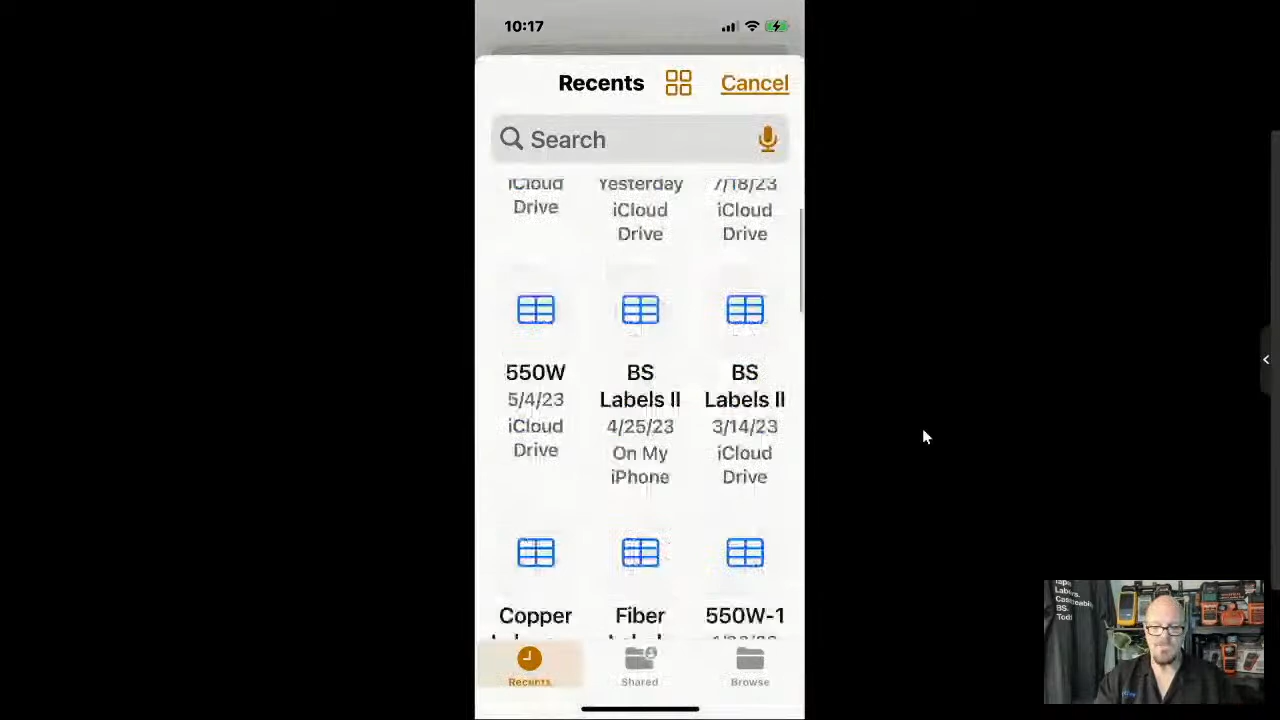 10:17
Recents
Cancel
Search
iCloud Yesterday 7/18/23
Drive iCloud iCloud
Drive Drive
550W BS BS
5/4/23 Labels II Labels II
iCloud 4/25/23 3/14/23
Drive On My iCloud
iPhone Drive
Copper Fiber 550W-1
Recents Shared Browse
Labels.
BS.